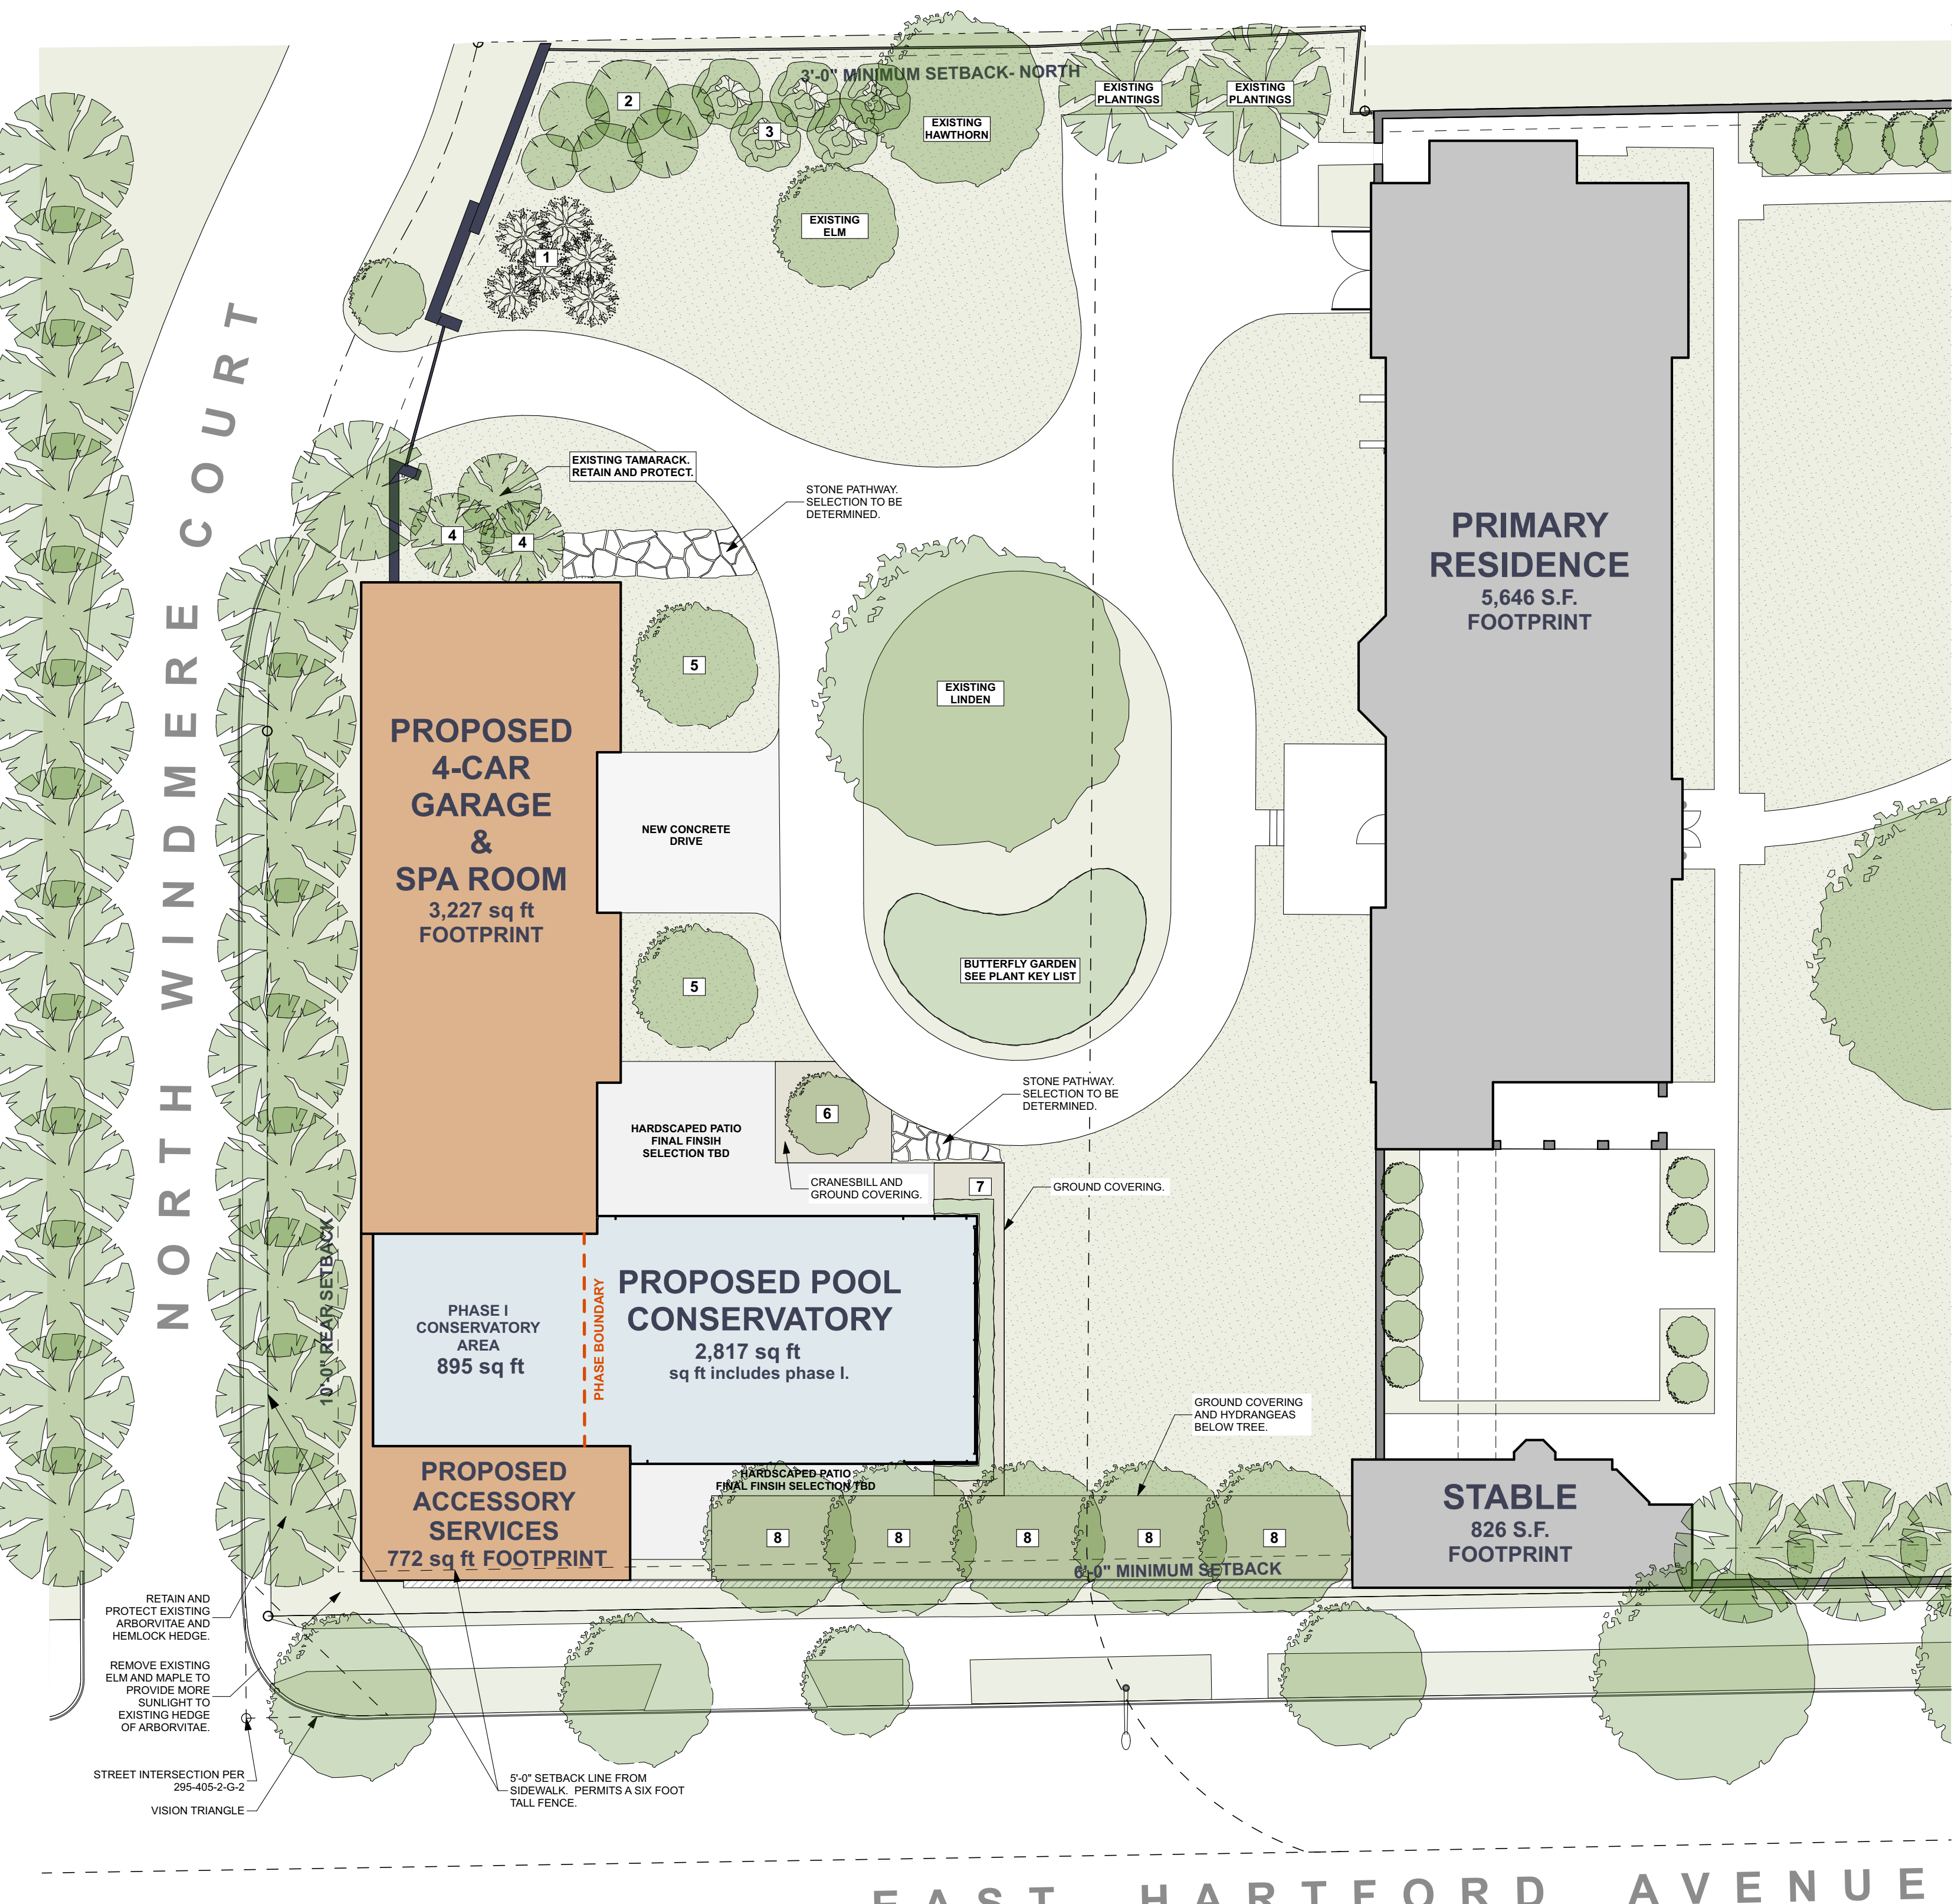 3'-0" MINIMUM SETBACK- NORTH
EXISTING
PLANTINGS
EXISTING
PLANTINGS
2
3
EXISTING
HAWTHORN
EXISTING
ELM
1
NORTH WINDMERE COURT
EXISTING TAMARACK.
RETAIN AND PROTECT.
STONE PATHWAY.
SELECTION TO BE
DETERMINED.
4
4
PRIMARY
RESIDENCE
5,646 S.F.
FOOTPRINT
5
EXISTING
LINDEN
PROPOSED
4-CAR
GARAGE
&
SPA ROOM
3,227 sq ft
FOOTPRINT
NEW CONCRETE
DRIVE
5
BUTTERFLY GARDEN
SEE PLANT KEY LIST
STONE PATHWAY.
SELECTION TO BE
DETERMINED.
6
HARDSCAPED PATIO
FINAL FINSIH
SELECTION TBD
CRANESBILL AND
GROUND COVERING.
7
GROUND COVERING.
10'-0" REAR SETBACK
PHASE I
CONSERVATORY
AREA
895 sq ft
PHASE BOUNDARY
PROPOSED POOL
CONSERVATORY
2,817 sq ft
sq ft includes phase I.
GROUND COVERING
AND HYDRANGEAS
BELOW TREE.
HARDSCAPED PATIO
FINAL FINSIH SELECTION TBD
PROPOSED
ACCESSORY
SERVICES
772 sq ft FOOTPRINT
8
8
8
8
8
6'-0" MINIMUM SETBACK
STABLE
826 S.F.
FOOTPRINT
RETAIN AND
PROTECT EXISTING
ARBORVITAE AND
HEMLOCK HEDGE.
REMOVE EXISTING
ELM AND MAPLE TO
PROVIDE MORE
SUNLIGHT TO
EXISTING HEDGE
OF ARBORVITAE.
STREET INTERSECTION PER
295-405-2-G-2
VISION TRIANGLE
5'-0" SETBACK LINE FROM
SIDEWALK. PERMITS A SIX FOOT
TALL FENCE.
EAST HARTFORD AVENUE